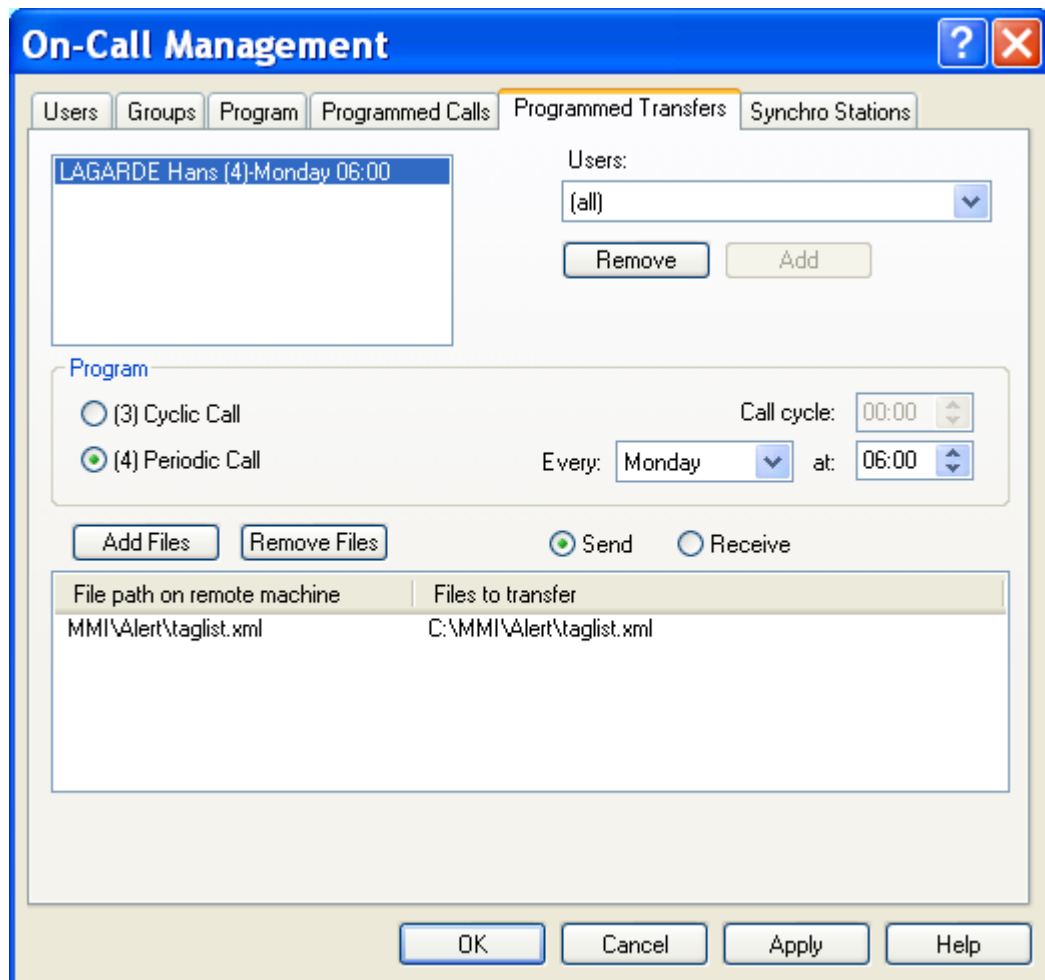 On-Call Management
Users Groups Program Programmed Calls Programmed Transfers Synchro Stations
LAGARDE Hans (4)-Monday 06:00
Users:
(all)
Remove Add
Program
(3) Cyclic Call Call cycle: 00:00
(4) Periodic Call Every: Monday at: 06:00
Add Files Remove Files Send Receive
File path on remote machine Files to transfer
MMI\Alert\taglist.xml C:\MMI\Alert\taglist.xml
OK Cancel Apply Help